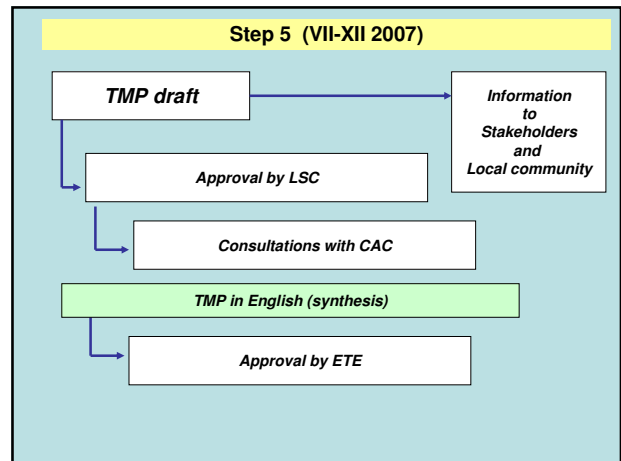 Step 5 (VII-XII 2007)
TMP draft
Information
to
Stakeholders
and
Local community
Approval by LSC
Consultations with CAC
TMP in English (synthesis)
Approval by ETE